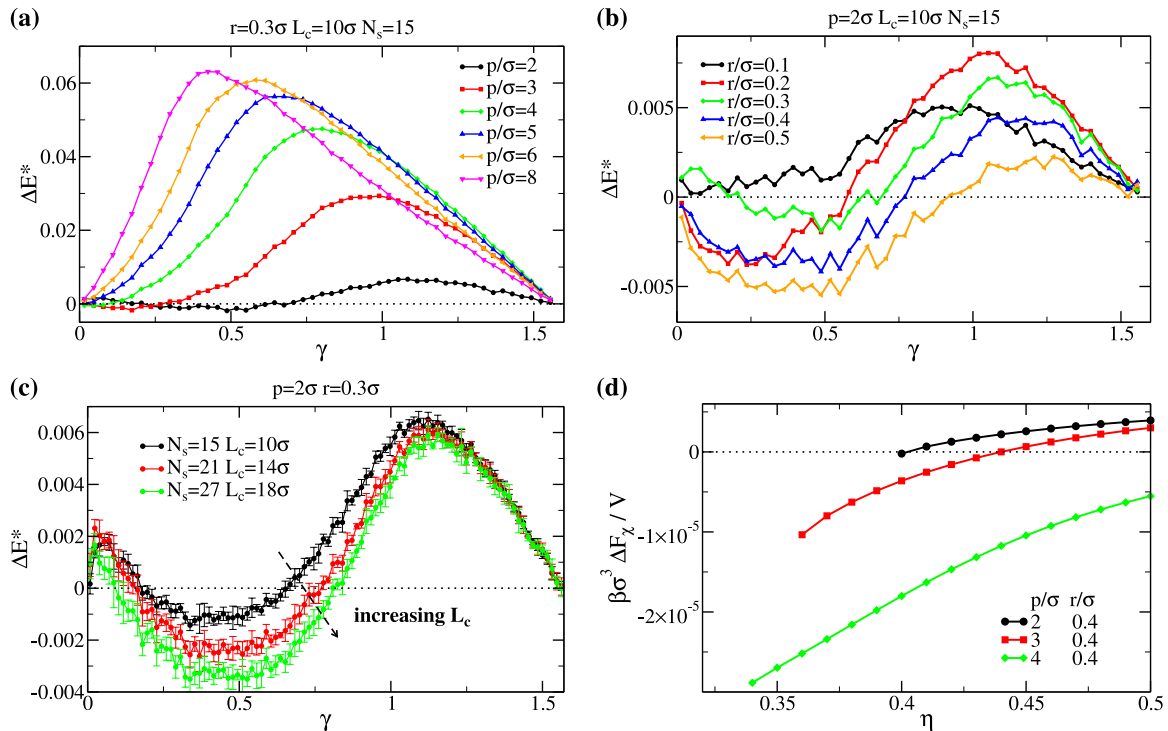 (a)
r=0.3σ L_c=10σ N_s=15
p/σ=2
p/σ=3
p/σ=4
p/σ=5
p/σ=6
p/σ=8
ΔE*
0.06
0.04
0.02
0
0
0.5
1
1.5
γ
(b)
p=2σ L_c=10σ N_s=15
r/σ=0.1
r/σ=0.2
r/σ=0.3
r/σ=0.4
r/σ=0.5
ΔE*
0.005
0
-0.005
0
0.5
1
1.5
γ
(c)
p=2σ r=0.3σ
N_s=15 L_c=10σ
N_s=21 L_c=14σ
N_s=27 L_c=18σ
increasing L_c
ΔE*
0.006
0.004
0.002
0
-0.002
-0.004
0
0.5
1
1.5
γ
(d)
βσ³ ΔF_χ / V
0
-1×10⁻⁵
-2×10⁻⁵
p/σ r/σ
2 0.4
3 0.4
4 0.4
0.35
0.4
0.45
0.5
η